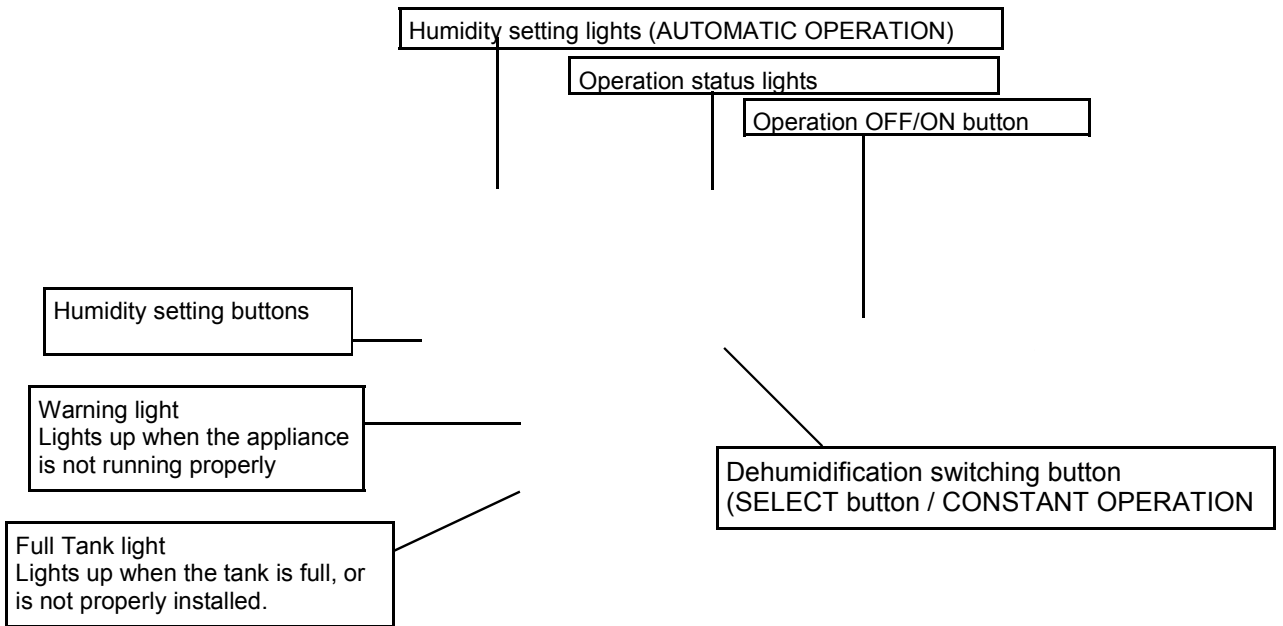 Humidity setting lights (AUTOMATIC OPERATION)
Operation status lights
Operation OFF/ON button
Humidity setting buttons
Warning light
Lights up when the appliance
is not running properly
Dehumidification switching button
(SELECT button / CONSTANT OPERATION
Full Tank light
Lights up when the tank is full, or
is not properly installed.